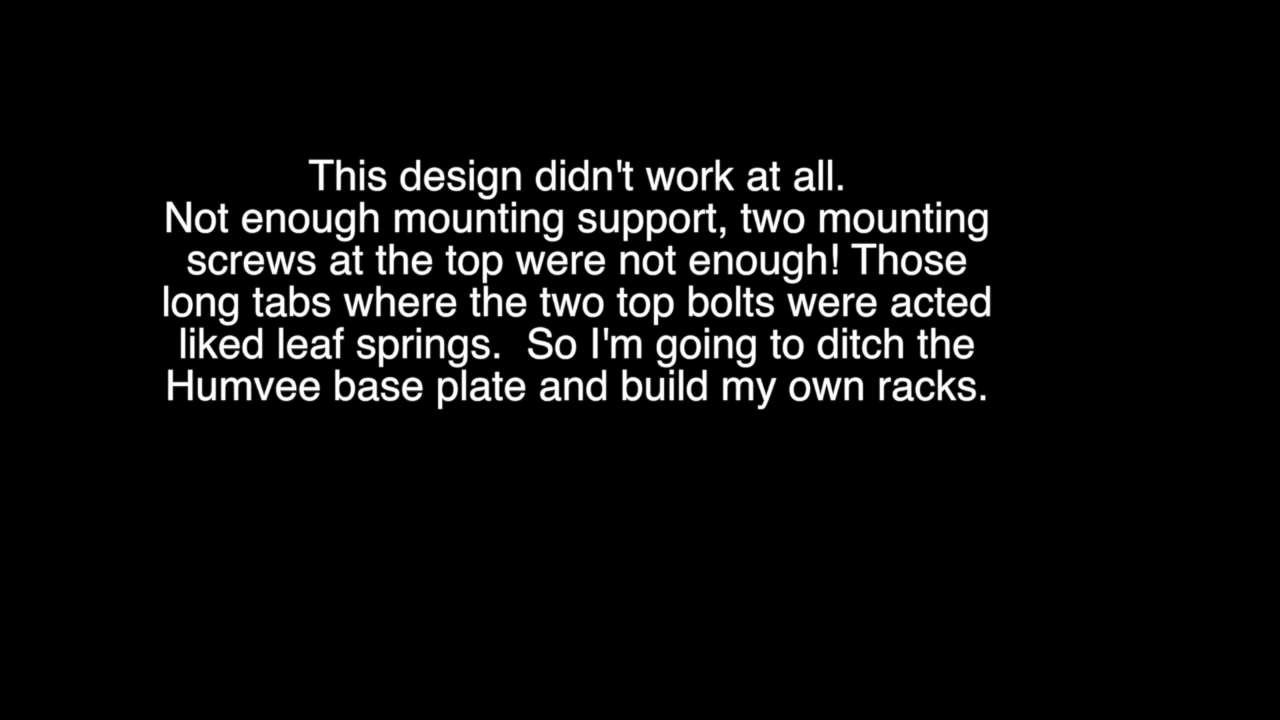 This design didn't work at all.
Not enough mounting support, two mounting
screws at the top were not enough! Those
long tabs where the two top bolts were acted
liked leaf springs.  So I'm going to ditch the
Humvee base plate and build my own racks.